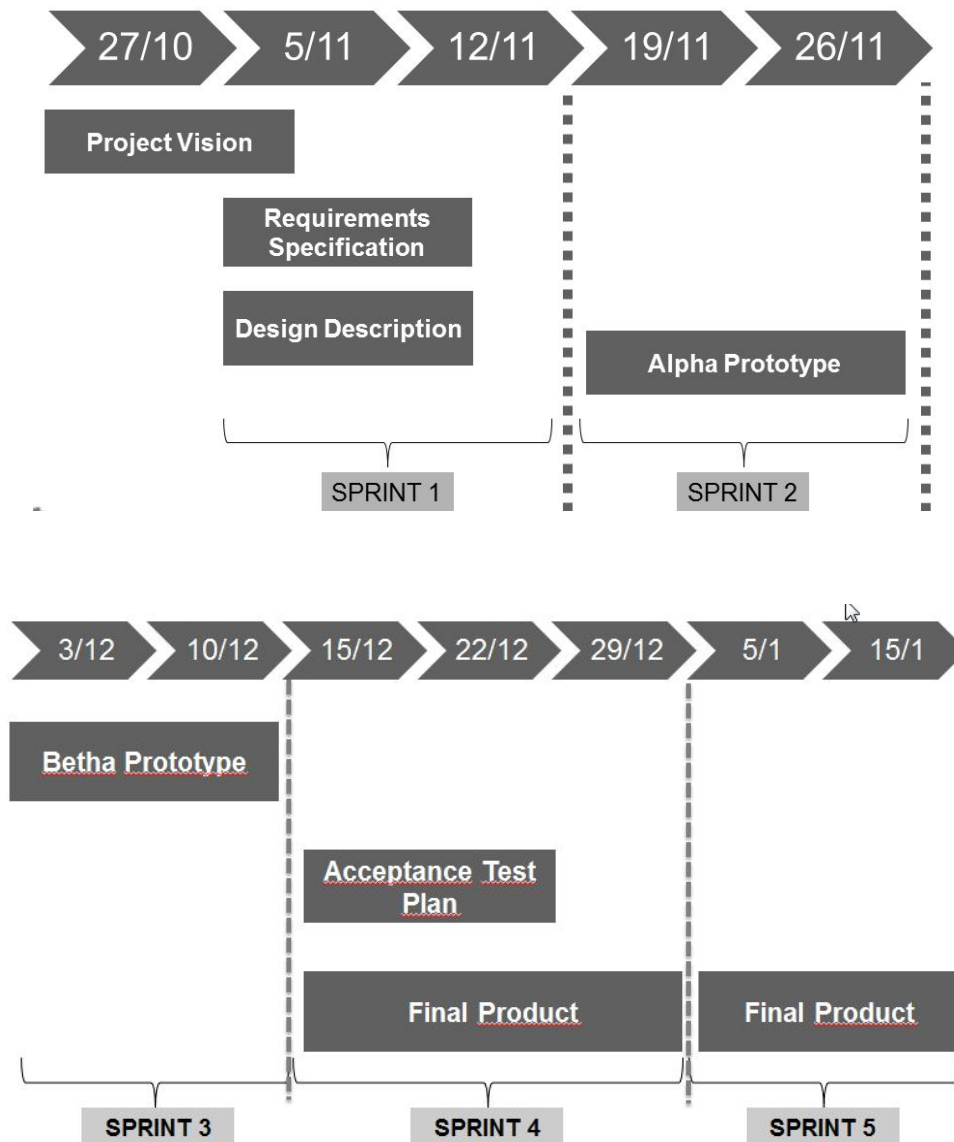 27/10 5/11 12/11 19/11 26/11
Project Vision
Requirements
Specification
Design Description
Alpha Prototype
SPRINT 1 SPRINT 2
3/12 10/12 15/12 22/12 29/12 5/1 15/1
Betha Prototype
Acceptance Test
Plan
Final Product Final Product
SPRINT 3 SPRINT 4 SPRINT 5